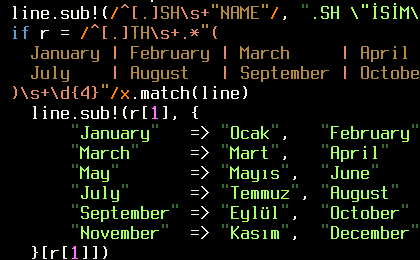 line.sub!(/^[.]SH\s+"NAME"/, ".SH \"İSİM\
if r = /^[.]TH\s+.*"(
January | February | March | April
July | August | September | Octobe
)\s+\d{4}"/x.match(line)
line.sub!(r[1], {
"January" => "Ocak", "February"
"March" => "Mart", "April"
"May" => "Mayıs", "June"
"July" => "Temmuz", "August"
"September" => "Eylül", "October"
"November" => "Kasım", "December"
}[r[1]])